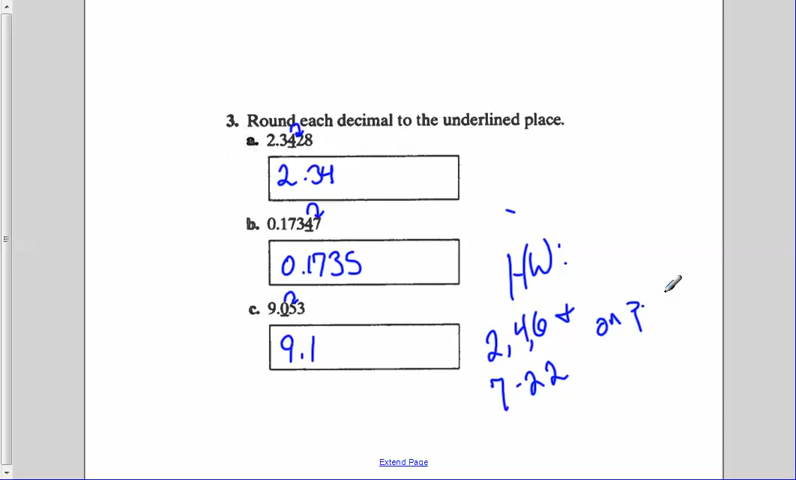 3. Round each decimal to the underlined place.
a. 2.3428
2.34
b. 0.17347
0.1735
c. 9.053
9.1
HW:
2,4,6 &
7-22
on
Extend Page